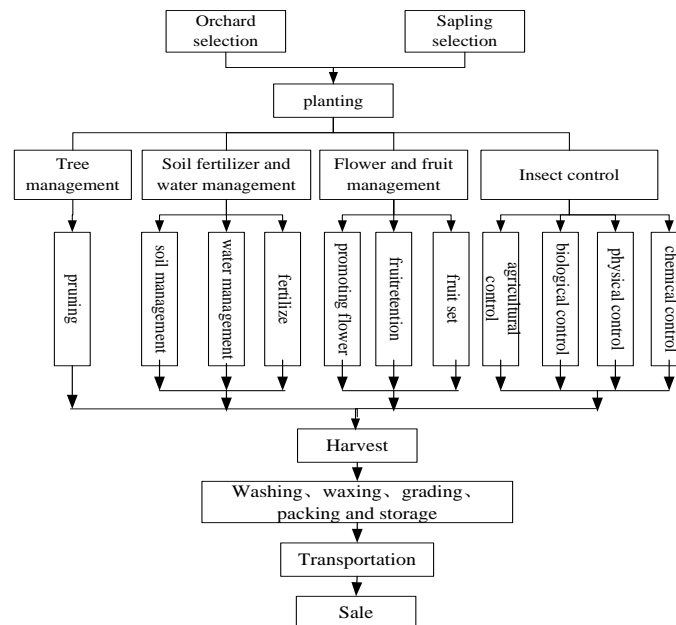 Orchard
selection
Sapling
selection
planting
Tree
management
Soil fertilizer and
water management
Flower and fruit
management
Insect control
pruning
soil management
water management
fertilize
promoting flower
fruitretention
fruit set
agricultural
control
biological control
physical control
chemical control
Harvest
Washing、waxing、grading、
packing and storage
Transportation
Sale